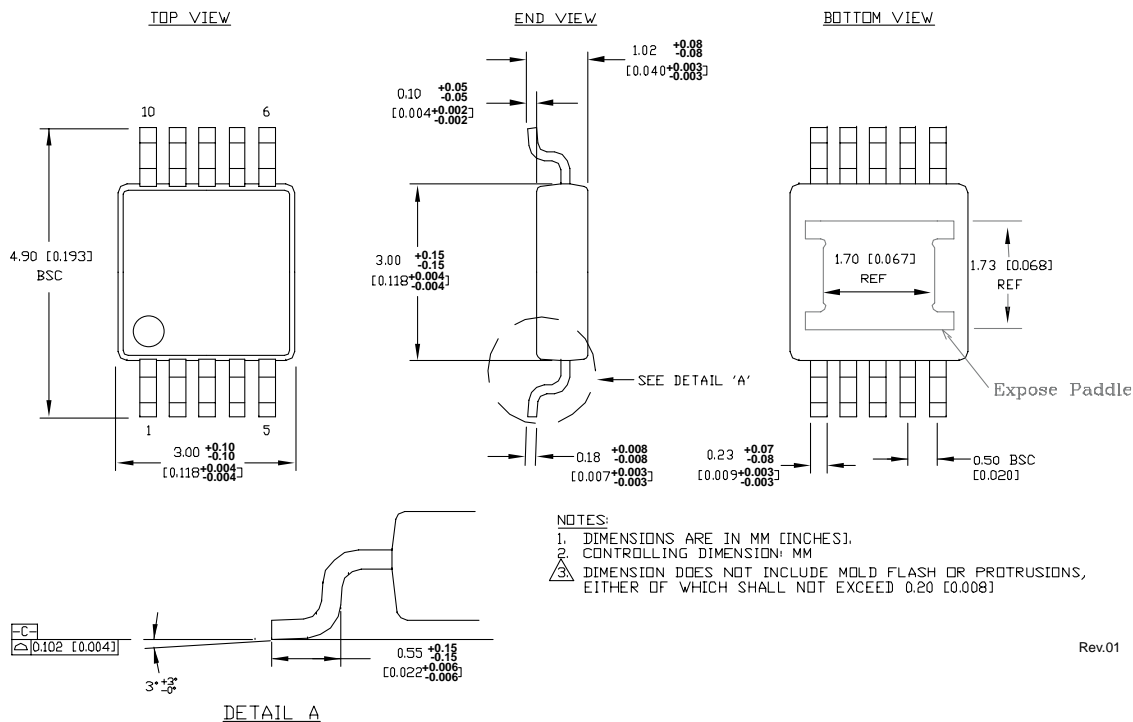 TOP VIEW
END VIEW
BOTTOM VIEW
1.02 +0.08 -0.08
[0.040+0.003 -0.003]
0.10 +0.05 -0.05
[0.004+0.002 -0.002]
10
6
4.90 [0.193]
BSC
3.00 +0.15 -0.15
[0.118+0.004 -0.004]
1.70 [0.067]
REF
1.73 [0.068]
REF
SEE DETAIL 'A'
Expose Paddle
1
5
3.00 +0.10 -0.10
[0.118+0.004 -0.004]
0.18 +0.008 -0.008
[0.007+0.003 -0.003]
0.23 +0.07 -0.08
[0.009+0.003 -0.003]
0.50 BSC
[0.020]
NOTES:
1. DIMENSIONS ARE IN MM [INCHES].
2. CONTROLLING DIMENSION: MM
3. DIMENSION DOES NOT INCLUDE MOLD FLASH OR PROTRUSIONS,
EITHER OF WHICH SHALL NOT EXCEED 0.20 [0.008]
-C-
0.102 [0.004]
3° +3° -0°
0.55 +0.15 -0.15
[0.022+0.006 -0.006]
Rev.01
DETAIL A